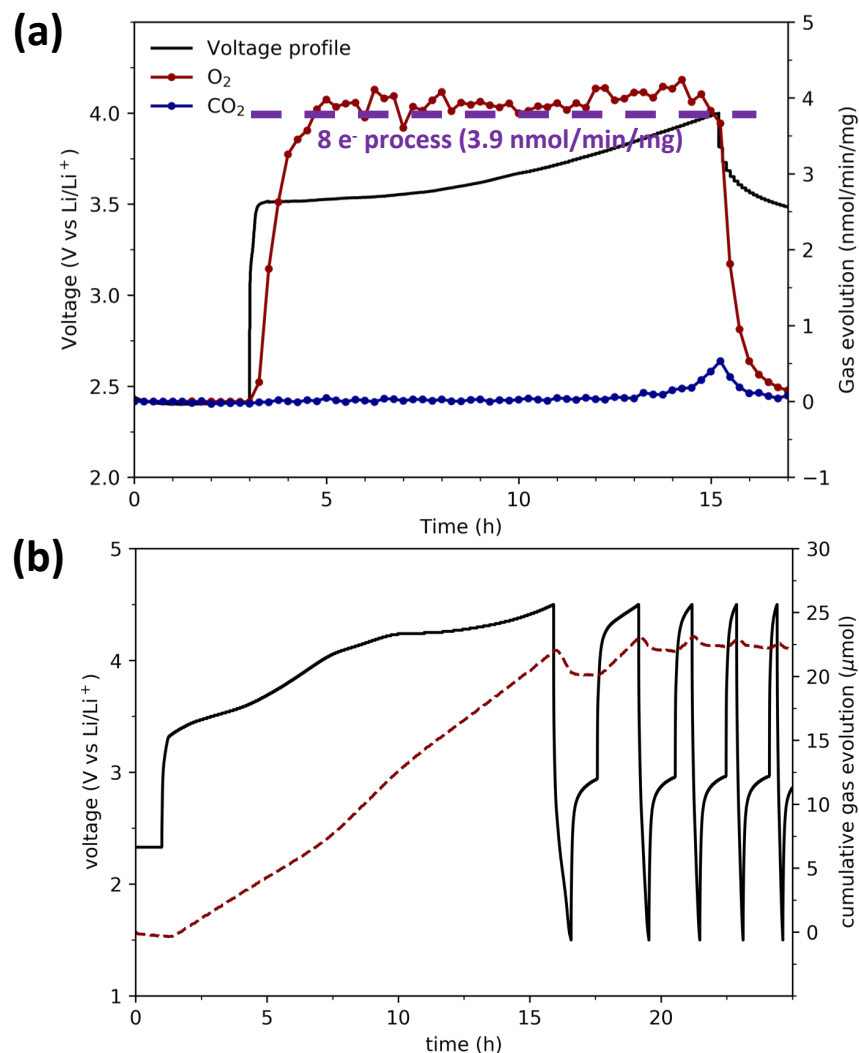 (a)
Voltage profile
O₂
CO₂
8 e⁻ process (3.9 nmol/min/mg)
Voltage (V vs Li/Li⁺)
4.0
3.5
3.0
2.5
2.0
Gas evolution (nmol/min/mg)
5
4
3
2
1
0
−1
0 5 10 15
Time (h)
(b)
voltage (V vs Li/Li⁺)
5
4
3
2
1
cumulative gas evolution (μmol)
30
25
20
15
10
5
0
0 5 10 15 20
time (h)